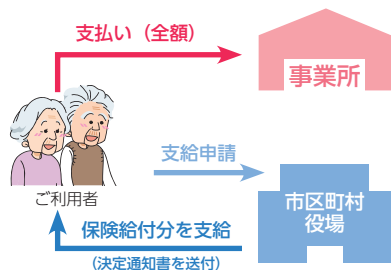 支払い（全額）
事業所
ご利用者
支給申請
市区町村
役場
保険給付分を支給
（決定通知書を送付）